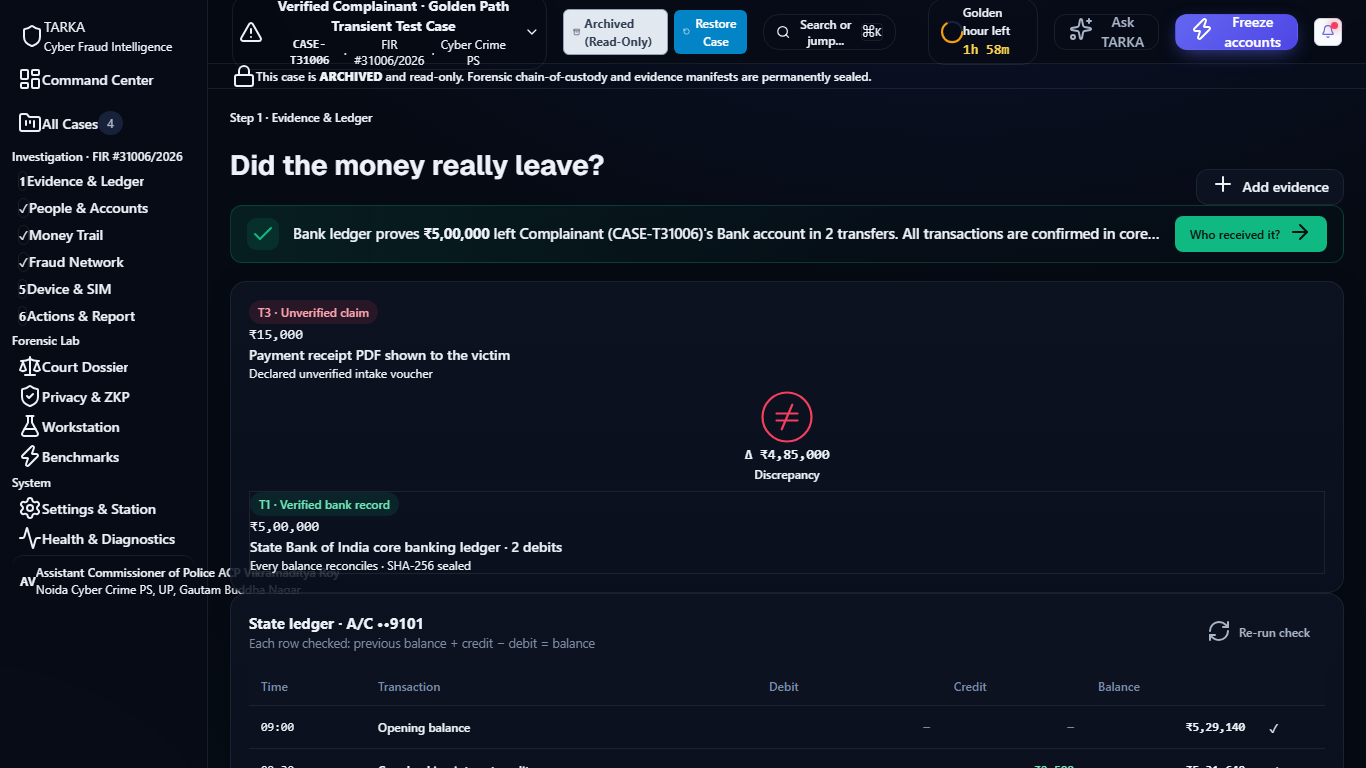 TARKA
Cyber Fraud Intelligence
Command Center
All Cases 4
Investigation · FIR #31006/2026
1 Evidence & Ledger
✓ People & Accounts
✓ Money Trail
✓ Fraud Network
5 Device & SIM
6 Actions & Report
Forensic Lab
Court Dossier
Privacy & ZKP
Workstation
Benchmarks
System
Settings & Station
Health & Diagnostics
AV
Assistant Commissioner of Police ACP Vikramaditya Roy
Noida Cyber Crime PS, UP, Gautam Buddha Nagar
Verified Complainant · Golden Path
Transient Test Case
CASE-T31006 · FIR #31006/2026 · Cyber Crime PS
Archived
(Read-Only)
Restore
Case
Search or
jump...
⌘K
Golden
hour left
1h 58m
Ask
TARKA
Freeze
accounts
This case is ARCHIVED and read-only. Forensic chain-of-custody and evidence manifests are permanently sealed.
Step 1 · Evidence & Ledger
Did the money really leave?
Add evidence
Bank ledger proves ₹5,00,000 left Complainant (CASE-T31006)'s Bank account in 2 transfers. All transactions are confirmed in core...
Who received it?
T3 · Unverified claim
₹15,000
Payment receipt PDF shown to the victim
Declared unverified intake voucher
≠
Δ ₹4,85,000
Discrepancy
T1 · Verified bank record
₹5,00,000
State Bank of India core banking ledger · 2 debits
Every balance reconciles · SHA-256 sealed
State ledger · A/C ••9101
Each row checked: previous balance + credit − debit = balance
Re-run check
Time Transaction Debit Credit Balance
09:00 Opening balance – – ₹5,29,140 ✓